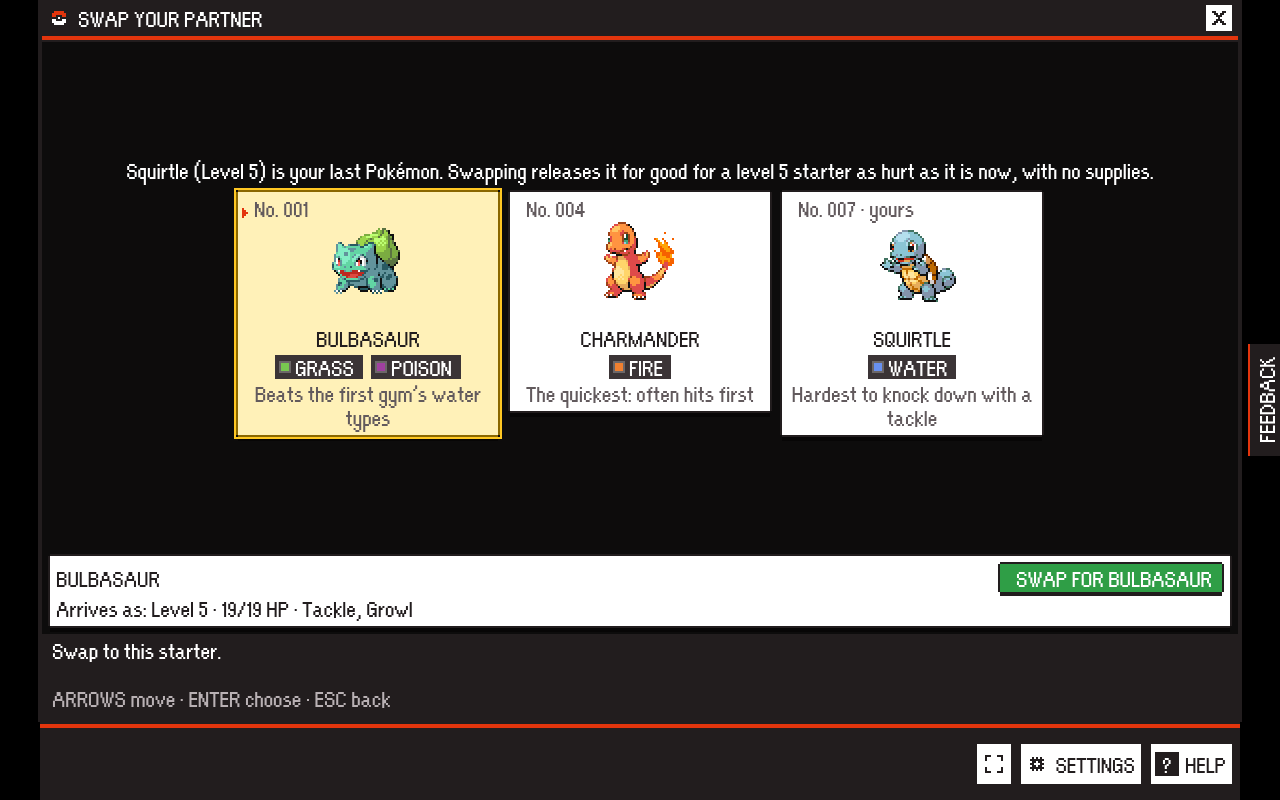 SWAP YOUR PARTNER
X
Squirtle (Level 5) is your last Pokémon. Swapping releases it for good for a level 5 starter as hurt as it is now, with no supplies.
No. 001
BULBASAUR
GRASS POISON
Beats the first gym's water
types
No. 004
CHARMANDER
FIRE
The quickest: often hits first
No. 007 · yours
SQUIRTLE
WATER
Hardest to knock down with a
tackle
FEEDBACK
BULBASAUR
SWAP FOR BULBASAUR
Arrives as: Level 5 · 19/19 HP · Tackle, Growl
Swap to this starter.
ARROWS move · ENTER choose · ESC back
SETTINGS
? HELP